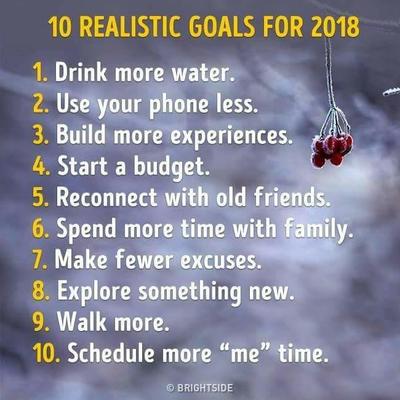 10 REALISTIC GOALS FOR 2018
1. Drink more water.
2. Use your phone less.
3. Build more experiences.
4. Start a budget.
5. Reconnect with old friends.
6. Spend more time with family.
7. Make fewer excuses.
8. Explore something new.
9. Walk more.
10. Schedule more “me” time.
© BRIGHTSIDE